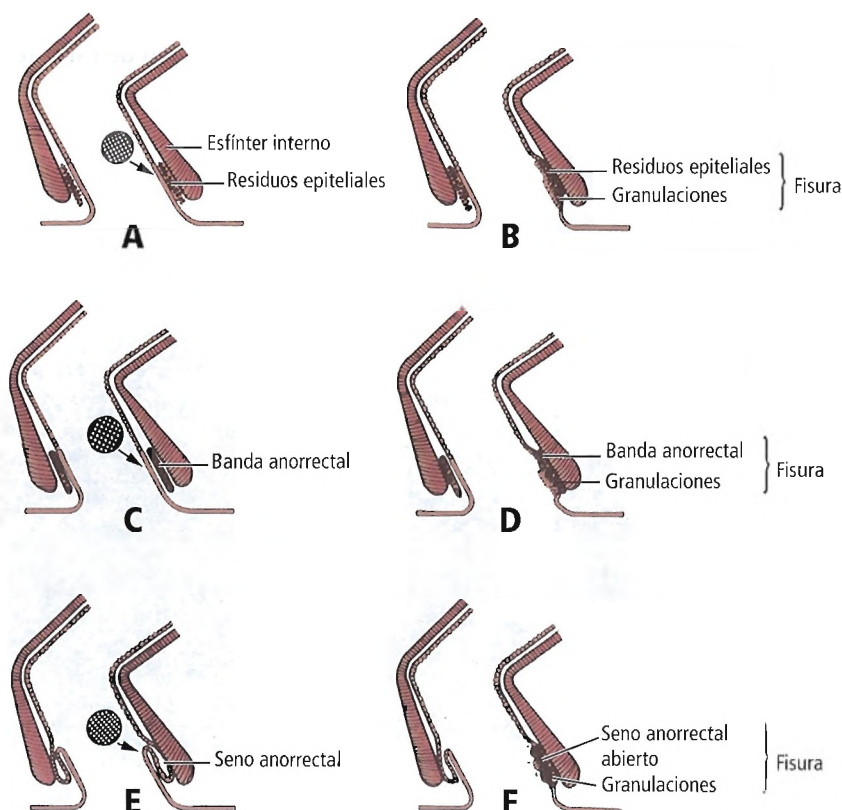 Esfínter interno
Residuos epiteliales
A
Residuos epiteliales
Granulaciones
Fisura
B
Banda anorrectal
C
Banda anorrectal
Granulaciones
Fisura
D
Seno anorrectal
E
Seno anorrectal
abierto
Granulaciones
Fisura
F